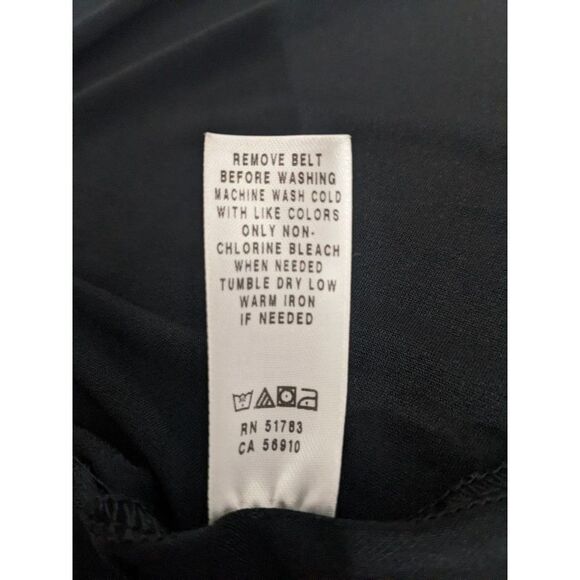 REMOVE BELT
BEFORE WASHING
MACHINE WASH COLD
WITH LIKE COLORS
ONLY NON-
CHLORINE BLEACH
WHEN NEEDED
TUMBLE DRY LOW
WARM IRON
IF NEEDED
RN 51783
CA 56910